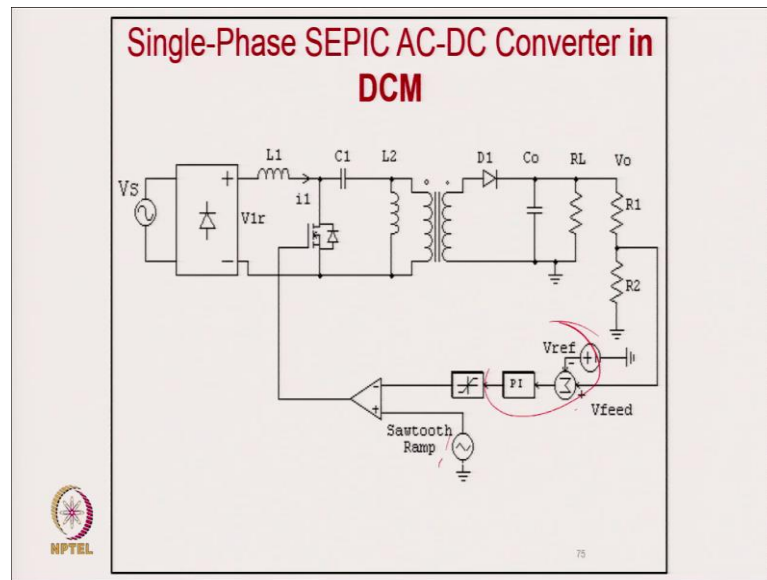 Single-Phase SEPIC AC-DC Converter in
DCM
L1 C1 L2 D1 Co RL Vo
Vs
+
i1
V1r
R1
−
R2
Vref
+
−
PI
Σ
+
Vfeed
−
+
Sawtooth
Ramp
NPTEL
75